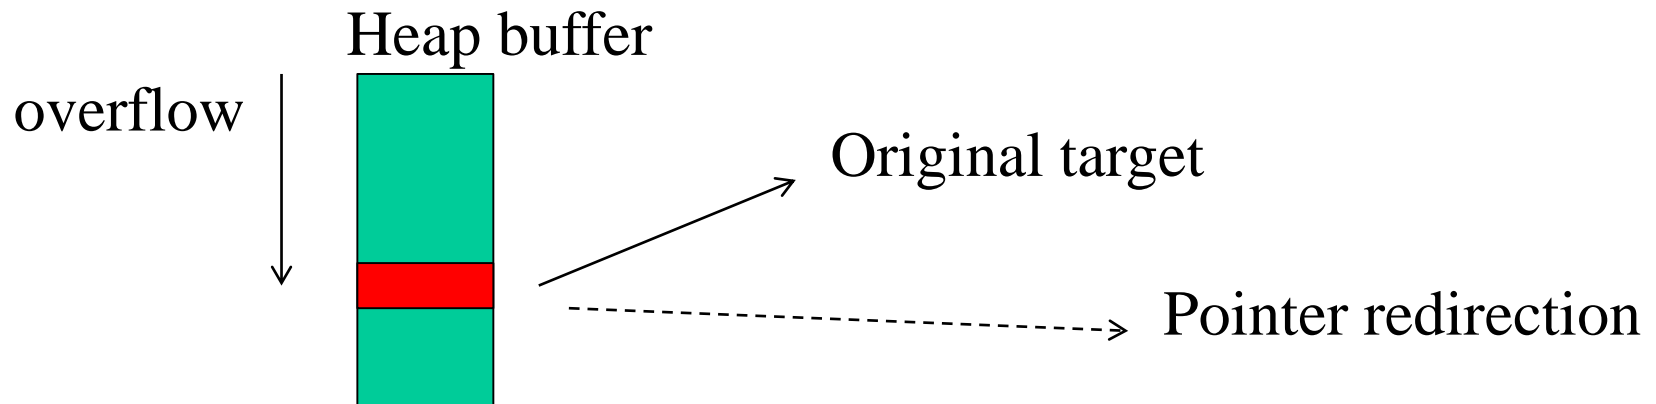 Heap buffer
overflow
Original target
Pointer redirection